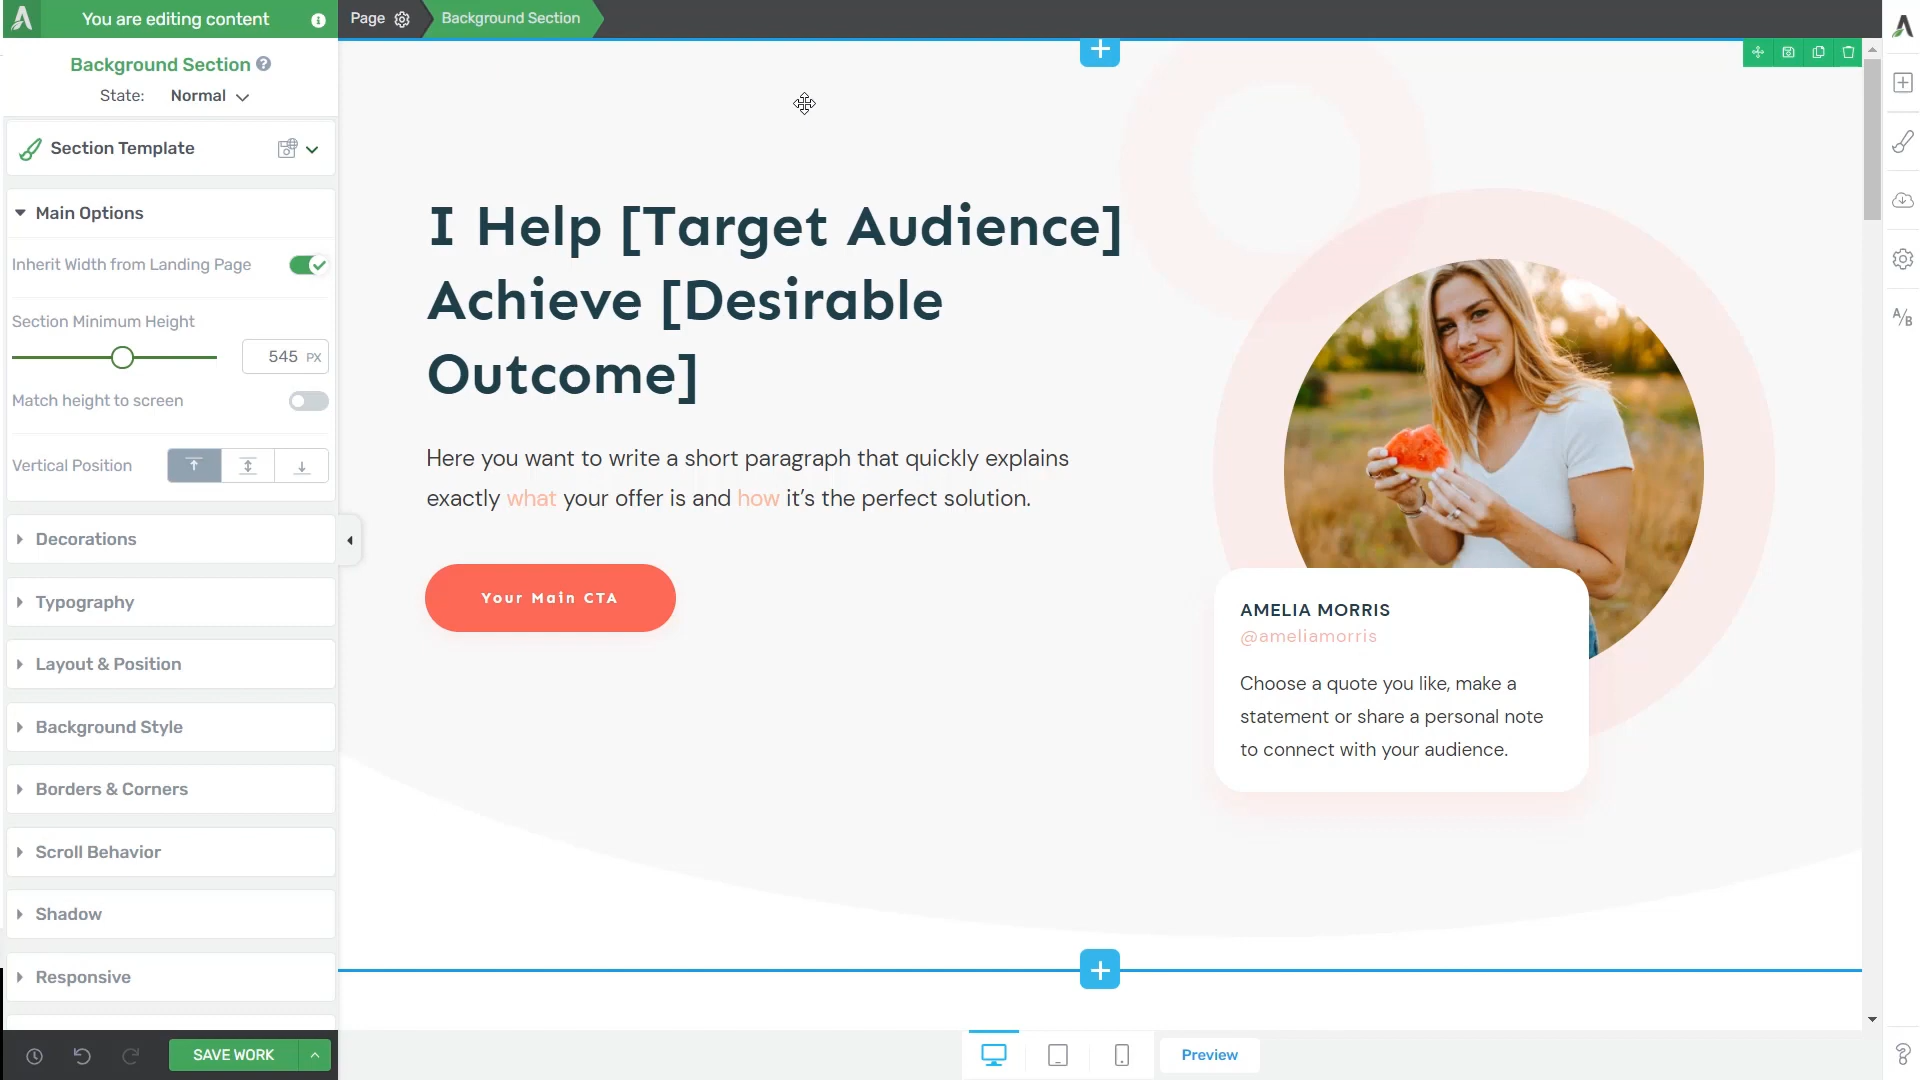 You are editing content
Page
Background Section
Background Section
State: Normal
Section Template
Main Options
Inherit Width from Landing Page
Section Minimum Height
545 PX
Match height to screen
Vertical Position
Decorations
Typography
Layout & Position
Background Style
Borders & Corners
Scroll Behavior
Shadow
Responsive
SAVE WORK
I Help [Target Audience]
Achieve [Desirable
Outcome]
Here you want to write a short paragraph that quickly explains
exactly what your offer is and how it’s the perfect solution.
Your Main CTA
AMELIA MORRIS
@ameliamorris
Choose a quote you like, make a
statement or share a personal note
to connect with your audience.
Preview
A/B